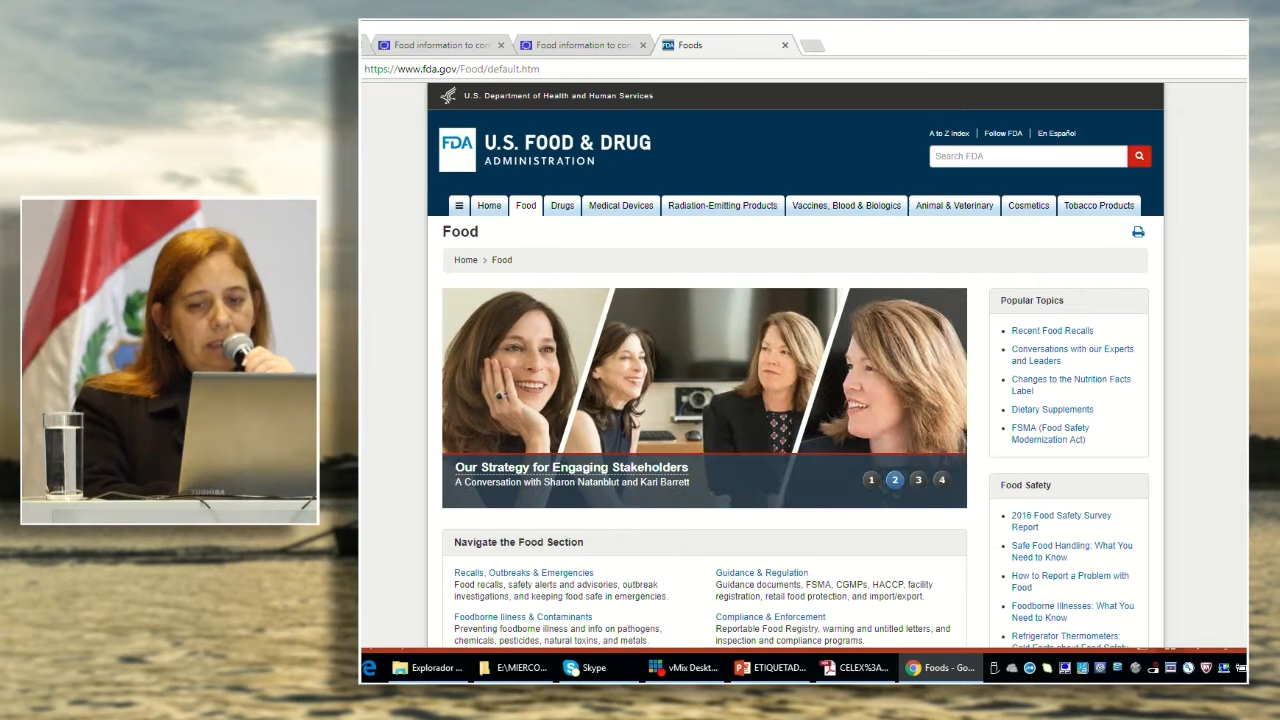 Food information to con
Food information to con
FDA Foods
https://www.fda.gov/Food/default.htm
U.S. Department of Health and Human Services
A to Z Index | Follow FDA | En Español
FDA U.S. FOOD & DRUG
ADMINISTRATION
Search FDA
Home Food Drugs Medical Devices Radiation-Emitting Products Vaccines, Blood & Biologics Animal & Veterinary Cosmetics Tobacco Products
Food
Home > Food
Our Strategy for Engaging Stakeholders
A Conversation with Sharon Natanblut and Kari Barrett
1 2 3 4
Navigate the Food Section
Recalls, Outbreaks & Emergencies
Food recalls, safety alerts and advisories, outbreak
investigations, and keeping food safe in emergencies.
Foodborne Illness & Contaminants
Preventing foodborne illness and info on pathogens,
chemicals, pesticides, natural toxins, and metals.
Guidance & Regulation
Guidance documents, FSMA, CGMPs, HACCP, facility
registration, retail food protection, and import/export.
Compliance & Enforcement
Reportable Food Registry, warning and untitled letters, and
inspection and compliance programs.
Popular Topics
Recent Food Recalls
Conversations with our Experts
and Leaders
Changes to the Nutrition Facts
Label
Dietary Supplements
FSMA (Food Safety
Modernization Act)
Food Safety
2016 Food Safety Survey
Report
Safe Food Handling: What You
Need to Know
How to Report a Problem with
Food
Foodborne Illnesses: What You
Need to Know
Refrigerator Thermometers:
Cold Facts about Food Safety
TOSHIBA
Explorador ...
E:\MIERCO...
Skype
vMix Deskt...
ETIQUETAD...
CELEX%3A...
Foods - Go...